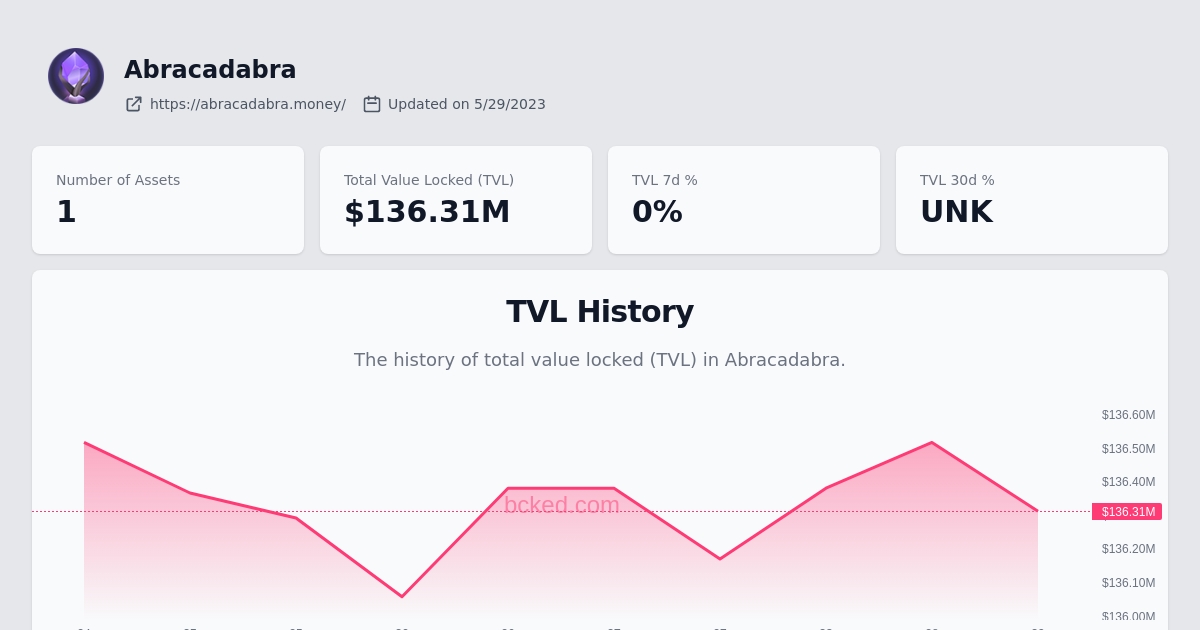 Abracadabra
https://abracadabra.money/ Updated on 5/29/2023
Number of Assets
1
Total Value Locked (TVL)
$136.31M
TVL 7d %
0%
TVL 30d %
UNK
TVL History
The history of total value locked (TVL) in Abracadabra.
$136.60M
$136.50M
$136.40M
bcked.com
$136.31M
$136.20M
$136.10M
$136.00M